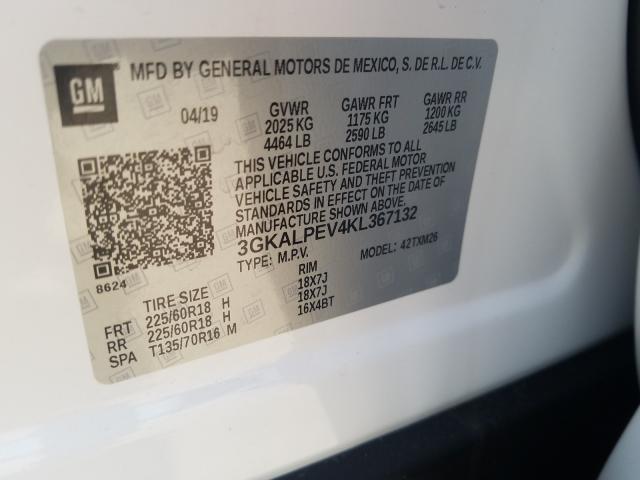 GM
MFD BY GENERAL MOTORS DE MEXICO, S. DE R.L. DE C.V.
04/19 GVWR GAWR FRT GAWR RR
2025 KG 1175 KG 1200 KG
4464 LB 2590 LB 2645 LB
THIS VEHICLE CONFORMS TO ALL
APPLICABLE U.S. FEDERAL MOTOR
VEHICLE SAFETY AND THEFT PREVENTION
STANDARDS IN EFFECT ON THE DATE OF
MANUFACTURE SHOWN ABOVE.
3GKALPEV4KL367132
TYPE: M.P.V. MODEL: 42TXM26
8624
TIRE SIZE RIM
FRT 225/60R18 H 18X7J
RR 225/60R18 H 18X7J
SPA T135/70R16 M 16X4BT